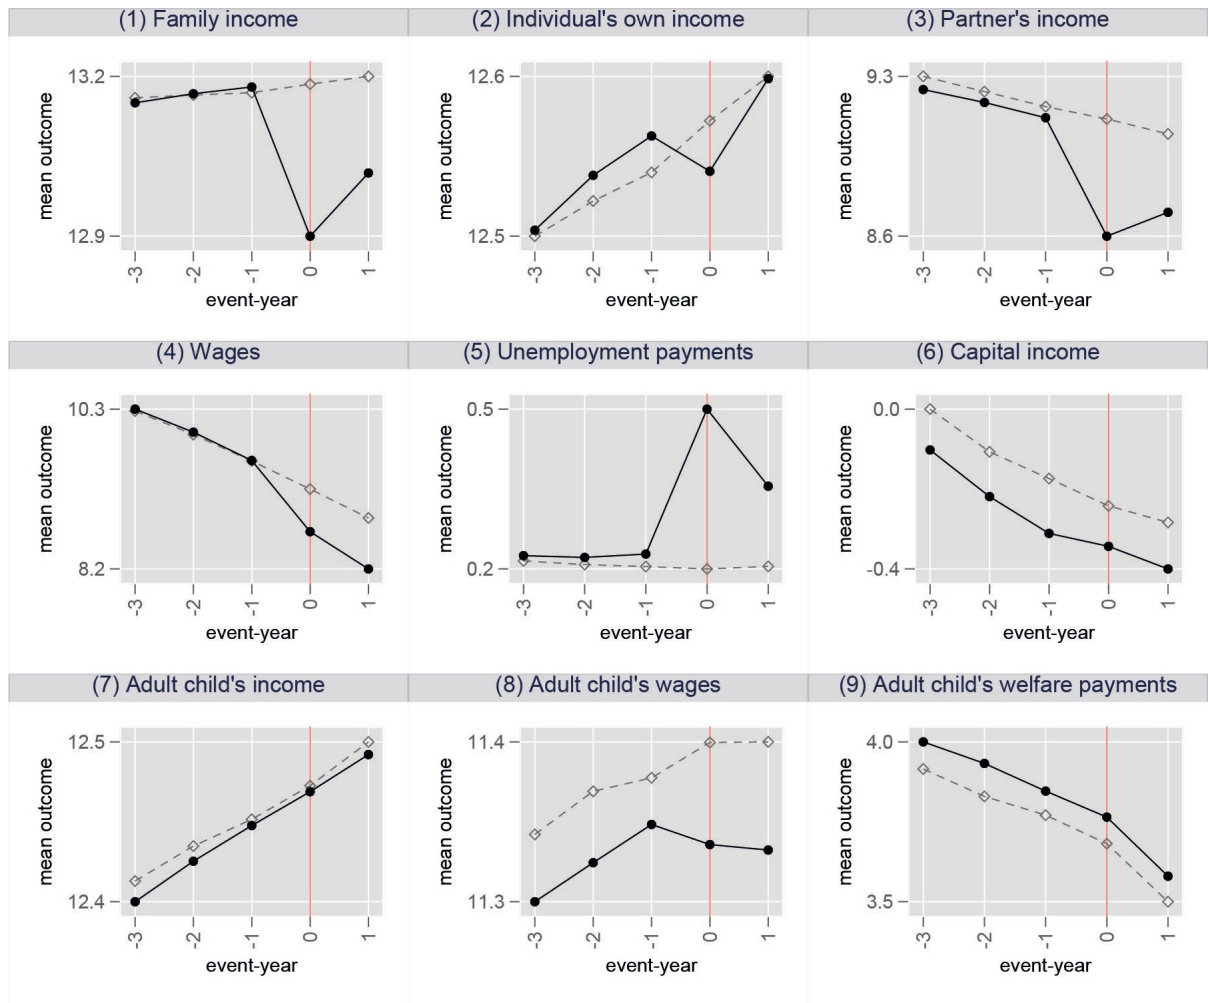 (1) Family income
(2) Individual's own income
(3) Partner's income
mean outcome
13.2
12.9
-3 -2 -1 0 1
event-year
mean outcome
12.6
12.5
-3 -2 -1 0 1
event-year
mean outcome
9.3
8.6
-3 -2 -1 0 1
event-year
(4) Wages
(5) Unemployment payments
(6) Capital income
mean outcome
10.3
8.2
-3 -2 -1 0 1
event-year
mean outcome
0.5
0.2
-3 -2 -1 0 1
event-year
mean outcome
0.0
-0.4
-3 -2 -1 0 1
event-year
(7) Adult child's income
(8) Adult child's wages
(9) Adult child's welfare payments
mean outcome
12.5
12.4
-3 -2 -1 0 1
event-year
mean outcome
11.4
11.3
-3 -2 -1 0 1
event-year
mean outcome
4.0
3.5
-3 -2 -1 0 1
event-year